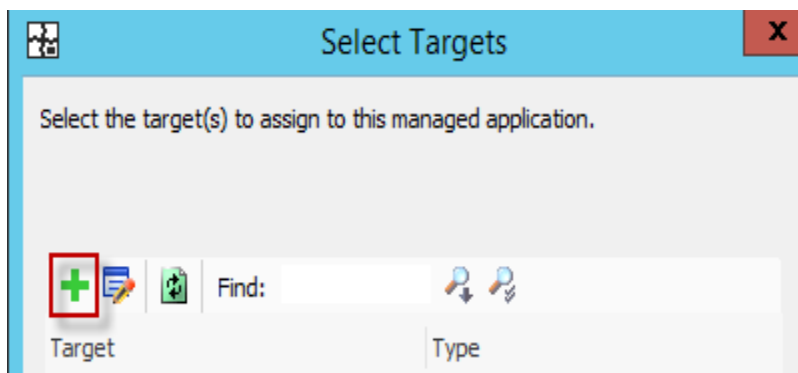 Select Targets
x
Select the target(s) to assign to this managed application.
Find:
Target Type